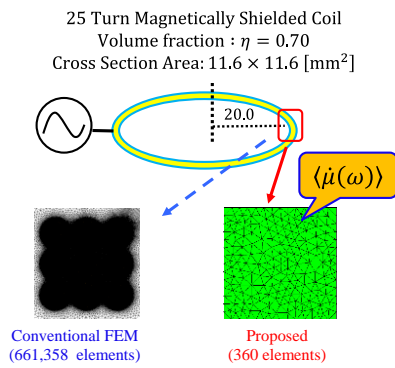 25 Turn Magnetically Shielded Coil
Volume fraction : η = 0.70
Cross Section Area: 11.6 × 11.6 [mm²]
20.0
⟨μ̇(ω)⟩
Conventional FEM
(661,358 elements)
Proposed
(360 elements)